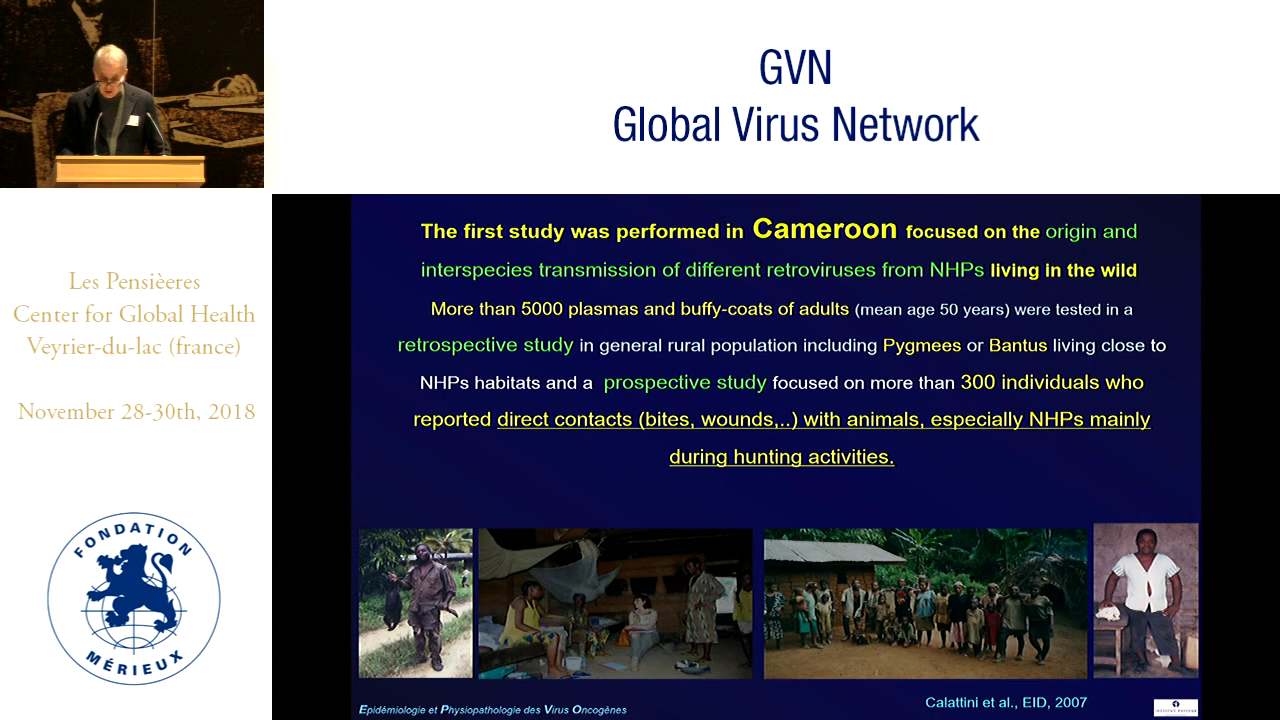 GVN
Global Virus Network
Les Pensièeres
Center for Global Health
Veyrier-du-lac (france)
November 28-30th, 2018
FONDATION
MÉRIEUX
The first study was performed in Cameroon focused on the origin and
interspecies transmission of different retroviruses from NHPs living in the wild
More than 5000 plasmas and buffy-coats of adults (mean age 50 years) were tested in a
retrospective study in general rural population including Pygmees or Bantus living close to
NHPs habitats and a prospective study focused on more than 300 individuals who
reported direct contacts (bites, wounds,..) with animals, especially NHPs mainly
during hunting activities.
Calattini et al., EID, 2007
Epidémiologie et Physiopathologie des Virus Oncogènes
INSTITUT PASTEUR